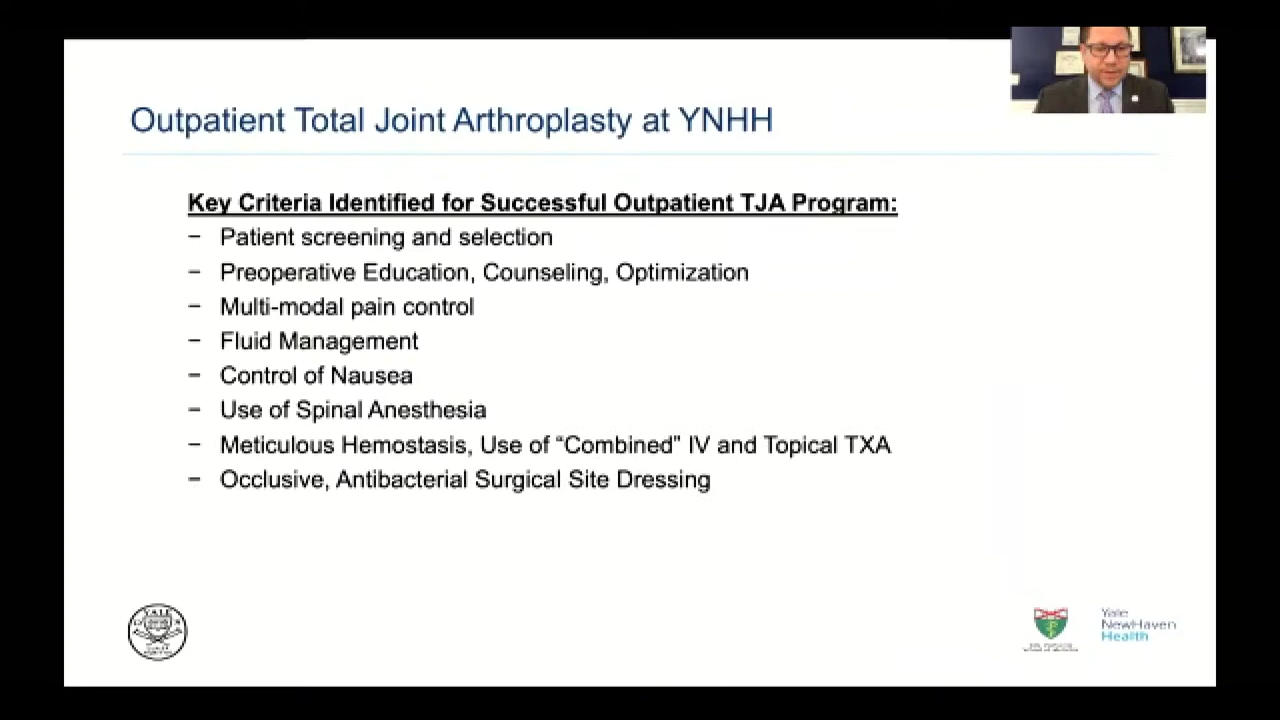 Outpatient Total Joint Arthroplasty at YNHH
Key Criteria Identified for Successful Outpatient TJA Program:
− Patient screening and selection
− Preoperative Education, Counseling, Optimization
− Multi-modal pain control
− Fluid Management
− Control of Nausea
− Use of Spinal Anesthesia
− Meticulous Hemostasis, Use of “Combined” IV and Topical TXA
− Occlusive, Antibacterial Surgical Site Dressing
YALE
Yale
NewHaven
Health